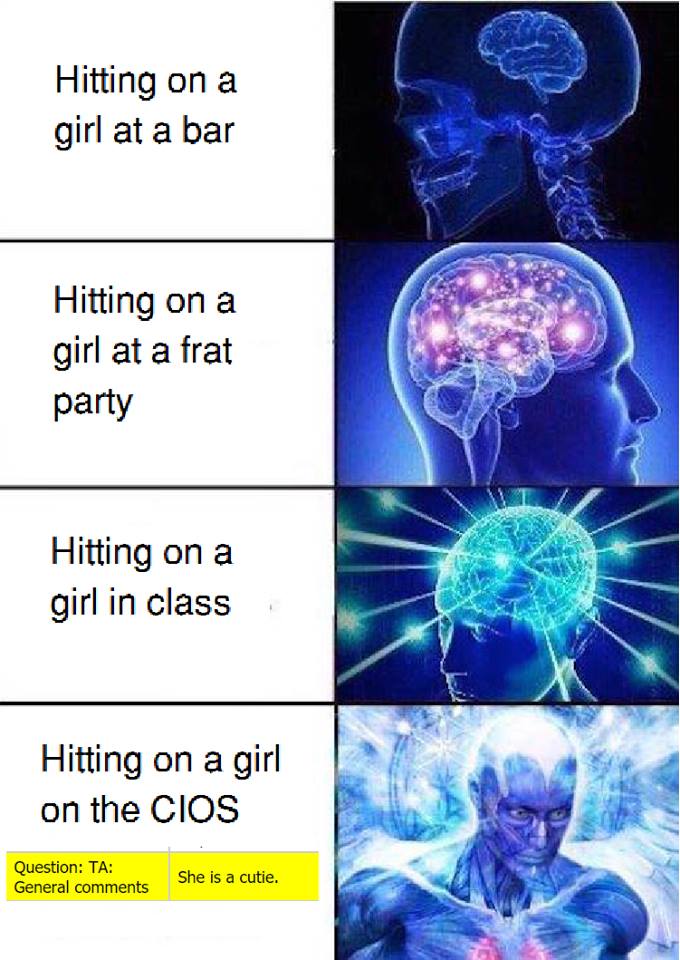 Hitting on a
girl at a bar
Hitting on a
girl at a frat
party
Hitting on a
girl in class
Hitting on a girl
on the CIOS
Question: TA:
General comments
She is a cutie.